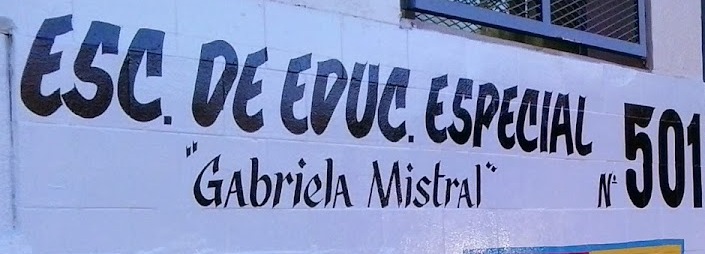 ESC. DE EDUC. ESPECIAL
"Gabriela Mistral" Nº 501